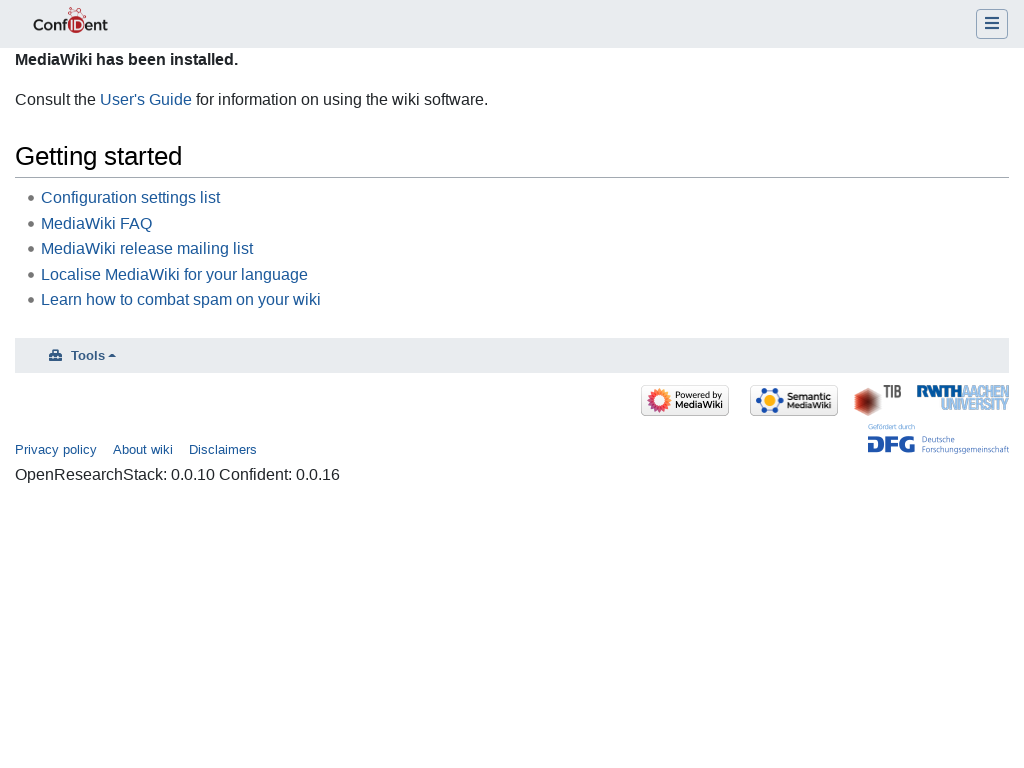 ConfIDent
MediaWiki has been installed.
Consult the User's Guide for information on using the wiki software.
Getting started
Configuration settings list
MediaWiki FAQ
MediaWiki release mailing list
Localise MediaWiki for your language
Learn how to combat spam on your wiki
Tools
Powered by
MediaWiki
Semantic
MediaWiki
TIB
RWTH AACHEN
UNIVERSITY
Gefördert durch
DFG Deutsche
Forschungsgemeinschaft
Privacy policy About wiki Disclaimers
OpenResearchStack: 0.0.10 Confident: 0.0.16